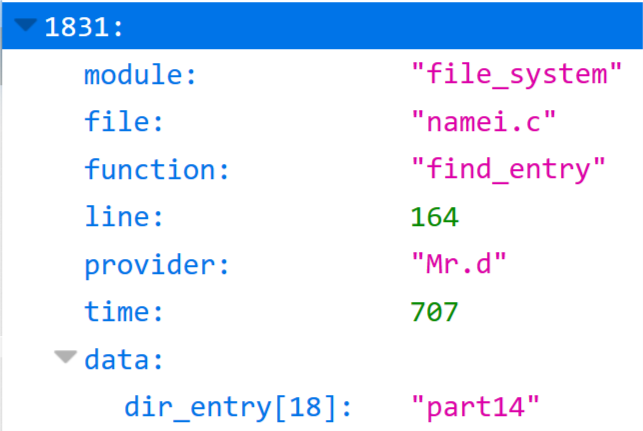 1831:
module: "file_system"
file: "namei.c"
function: "find_entry"
line: 164
provider: "Mr.d"
time: 707
data:
dir_entry[18]: "part14"